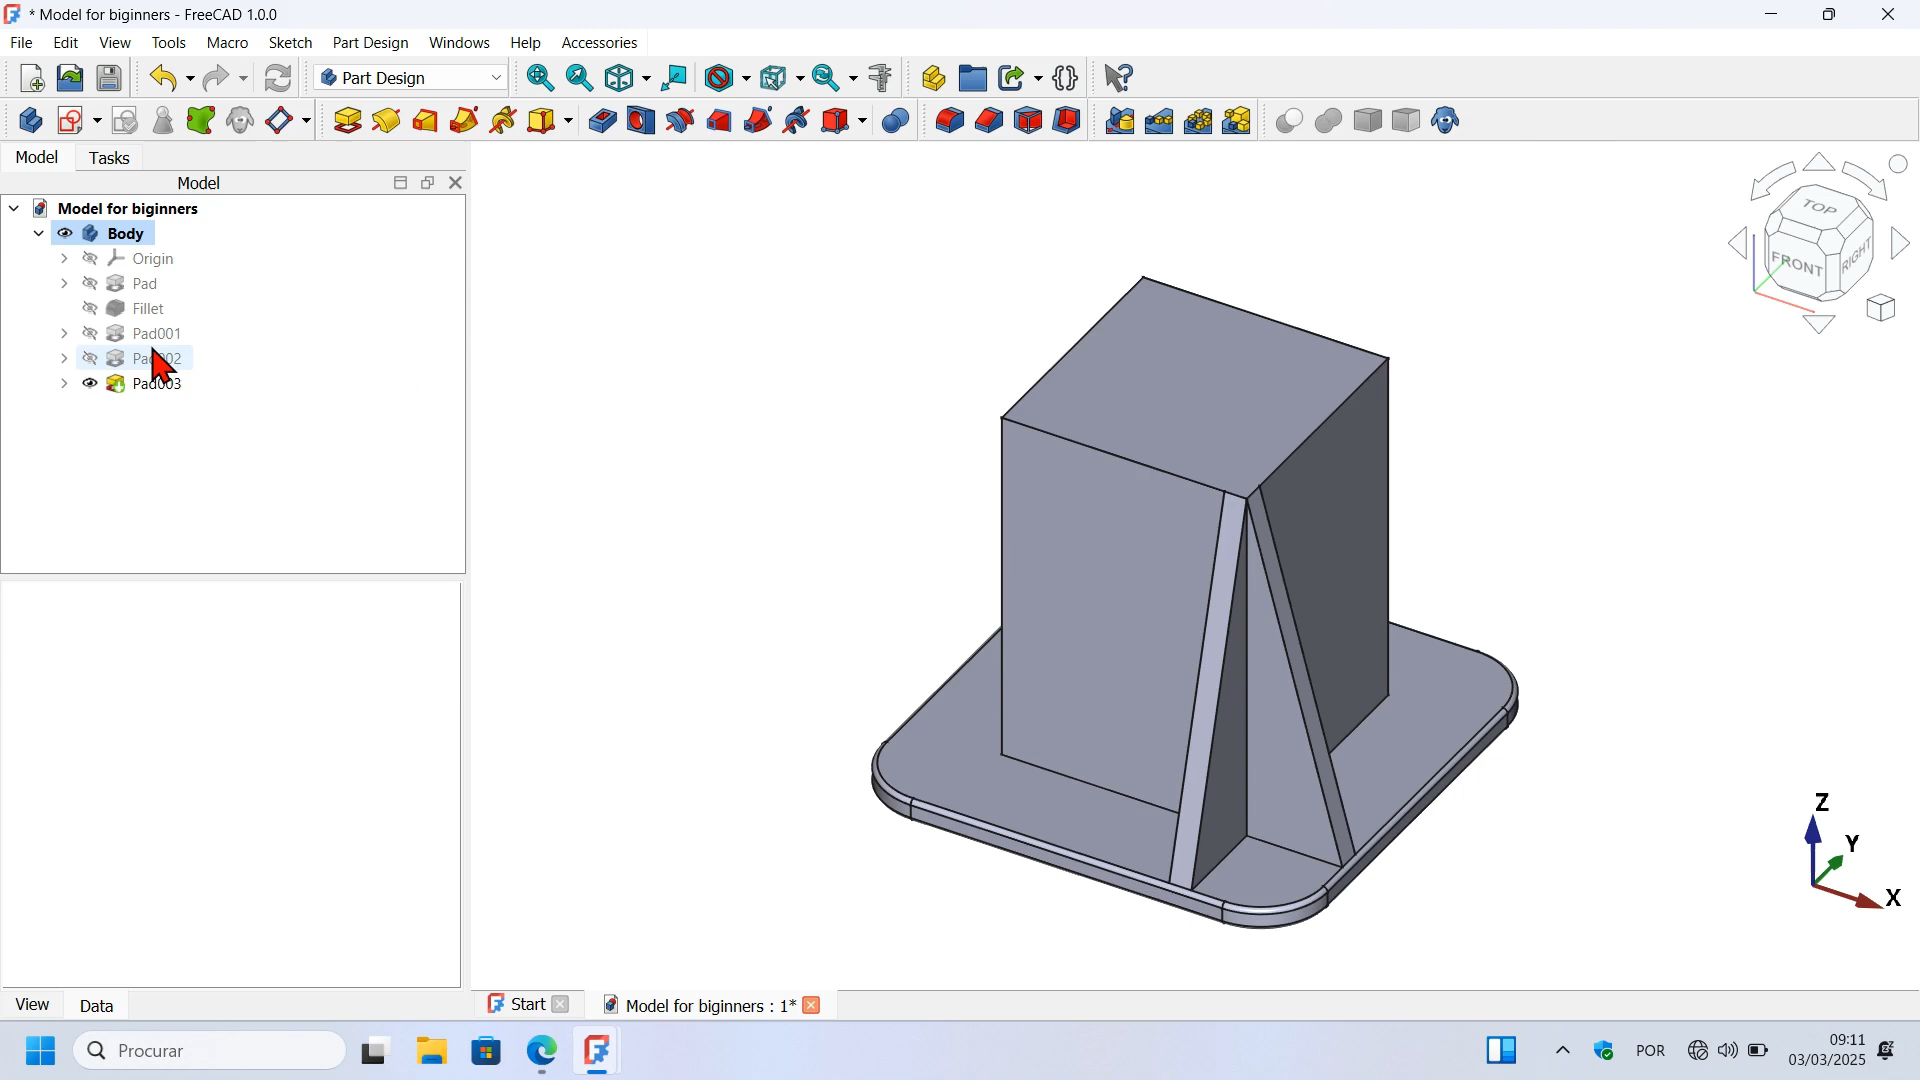 * Model for biginners - FreeCAD 1.0.0
File Edit View Tools Macro Sketch Part Design Windows Help Accessories
Part Design
Model Tasks
Model
Model for biginners
Body
Origin
Pad
Fillet
Pad001
Pad002
Pad003
TOP
FRONT
RIGHT
Z
Y
X
View Data
Start
Model for biginners : 1*
Procurar
POR
09:11
03/03/2025